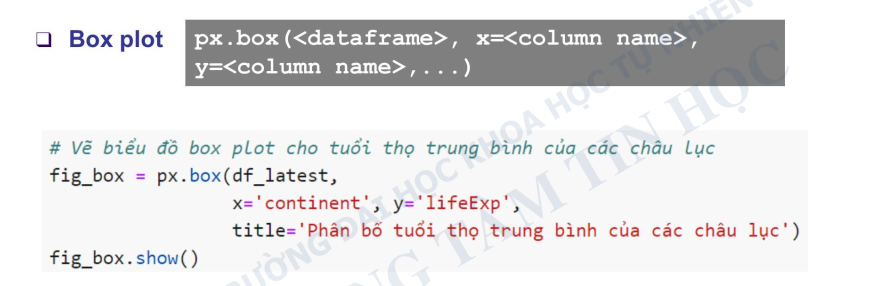 ❑ Box plot
px.box(<dataframe>, x=<column name>,
y=<column name>,...)
# Vẽ biểu đồ box plot cho tuổi thọ trung bình của các châu lục
fig_box = px.box(df_latest,
x='continent', y='lifeExp',
title='Phân bố tuổi thọ trung bình của các châu lục')
fig_box.show()
ĐẠI HỌC KHOA HỌC TỰ NHIÊN
TÂM TIN HỌC